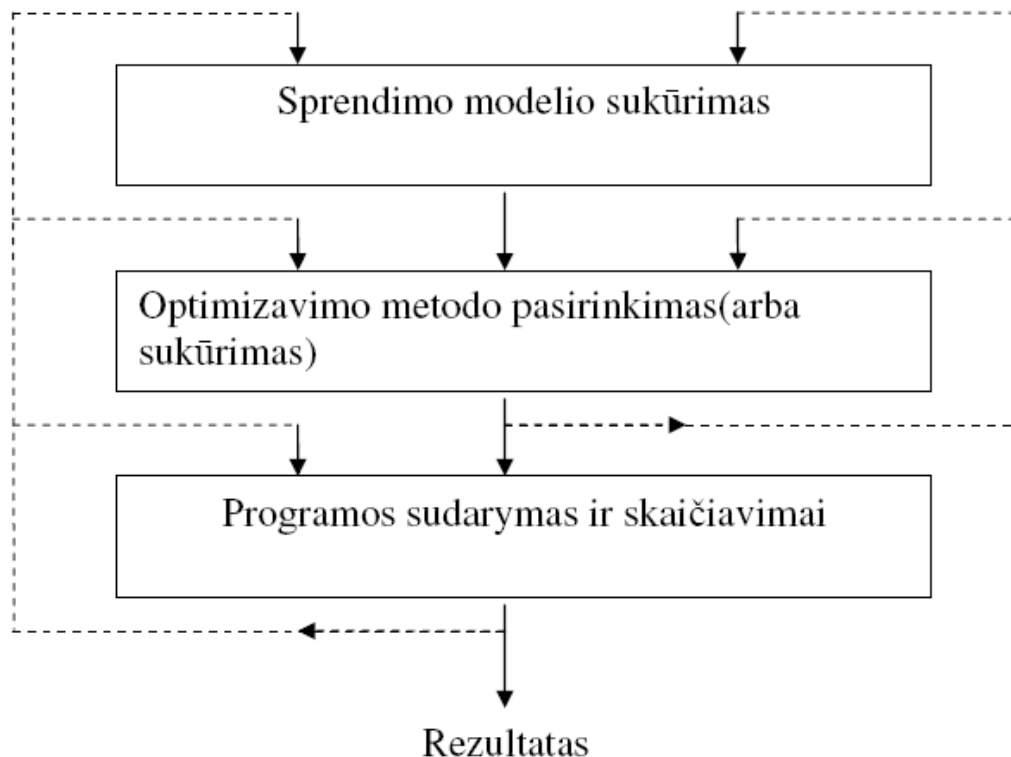 Sprendimo modelio sukūrimas
Optimizavimo metodo pasirinkimas(arba
sukūrimas)
Programos sudarymas ir skaičiavimai
Rezultatas